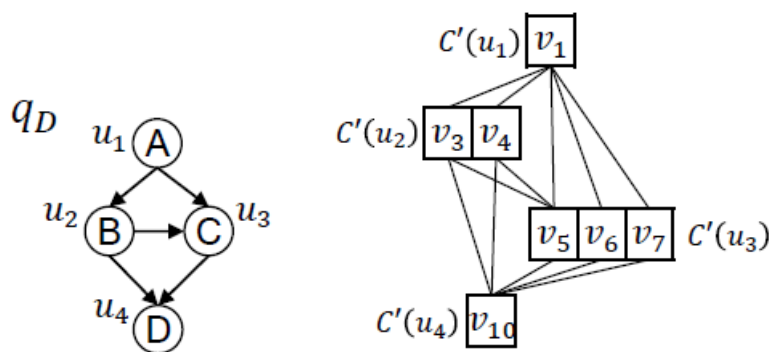 q_D
u_1 A
u_2 B C u_3
u_4 D
C'(u_1) v_1
C'(u_2) v_3 v_4
v_5 v_6 v_7 C'(u_3)
C'(u_4) v_10